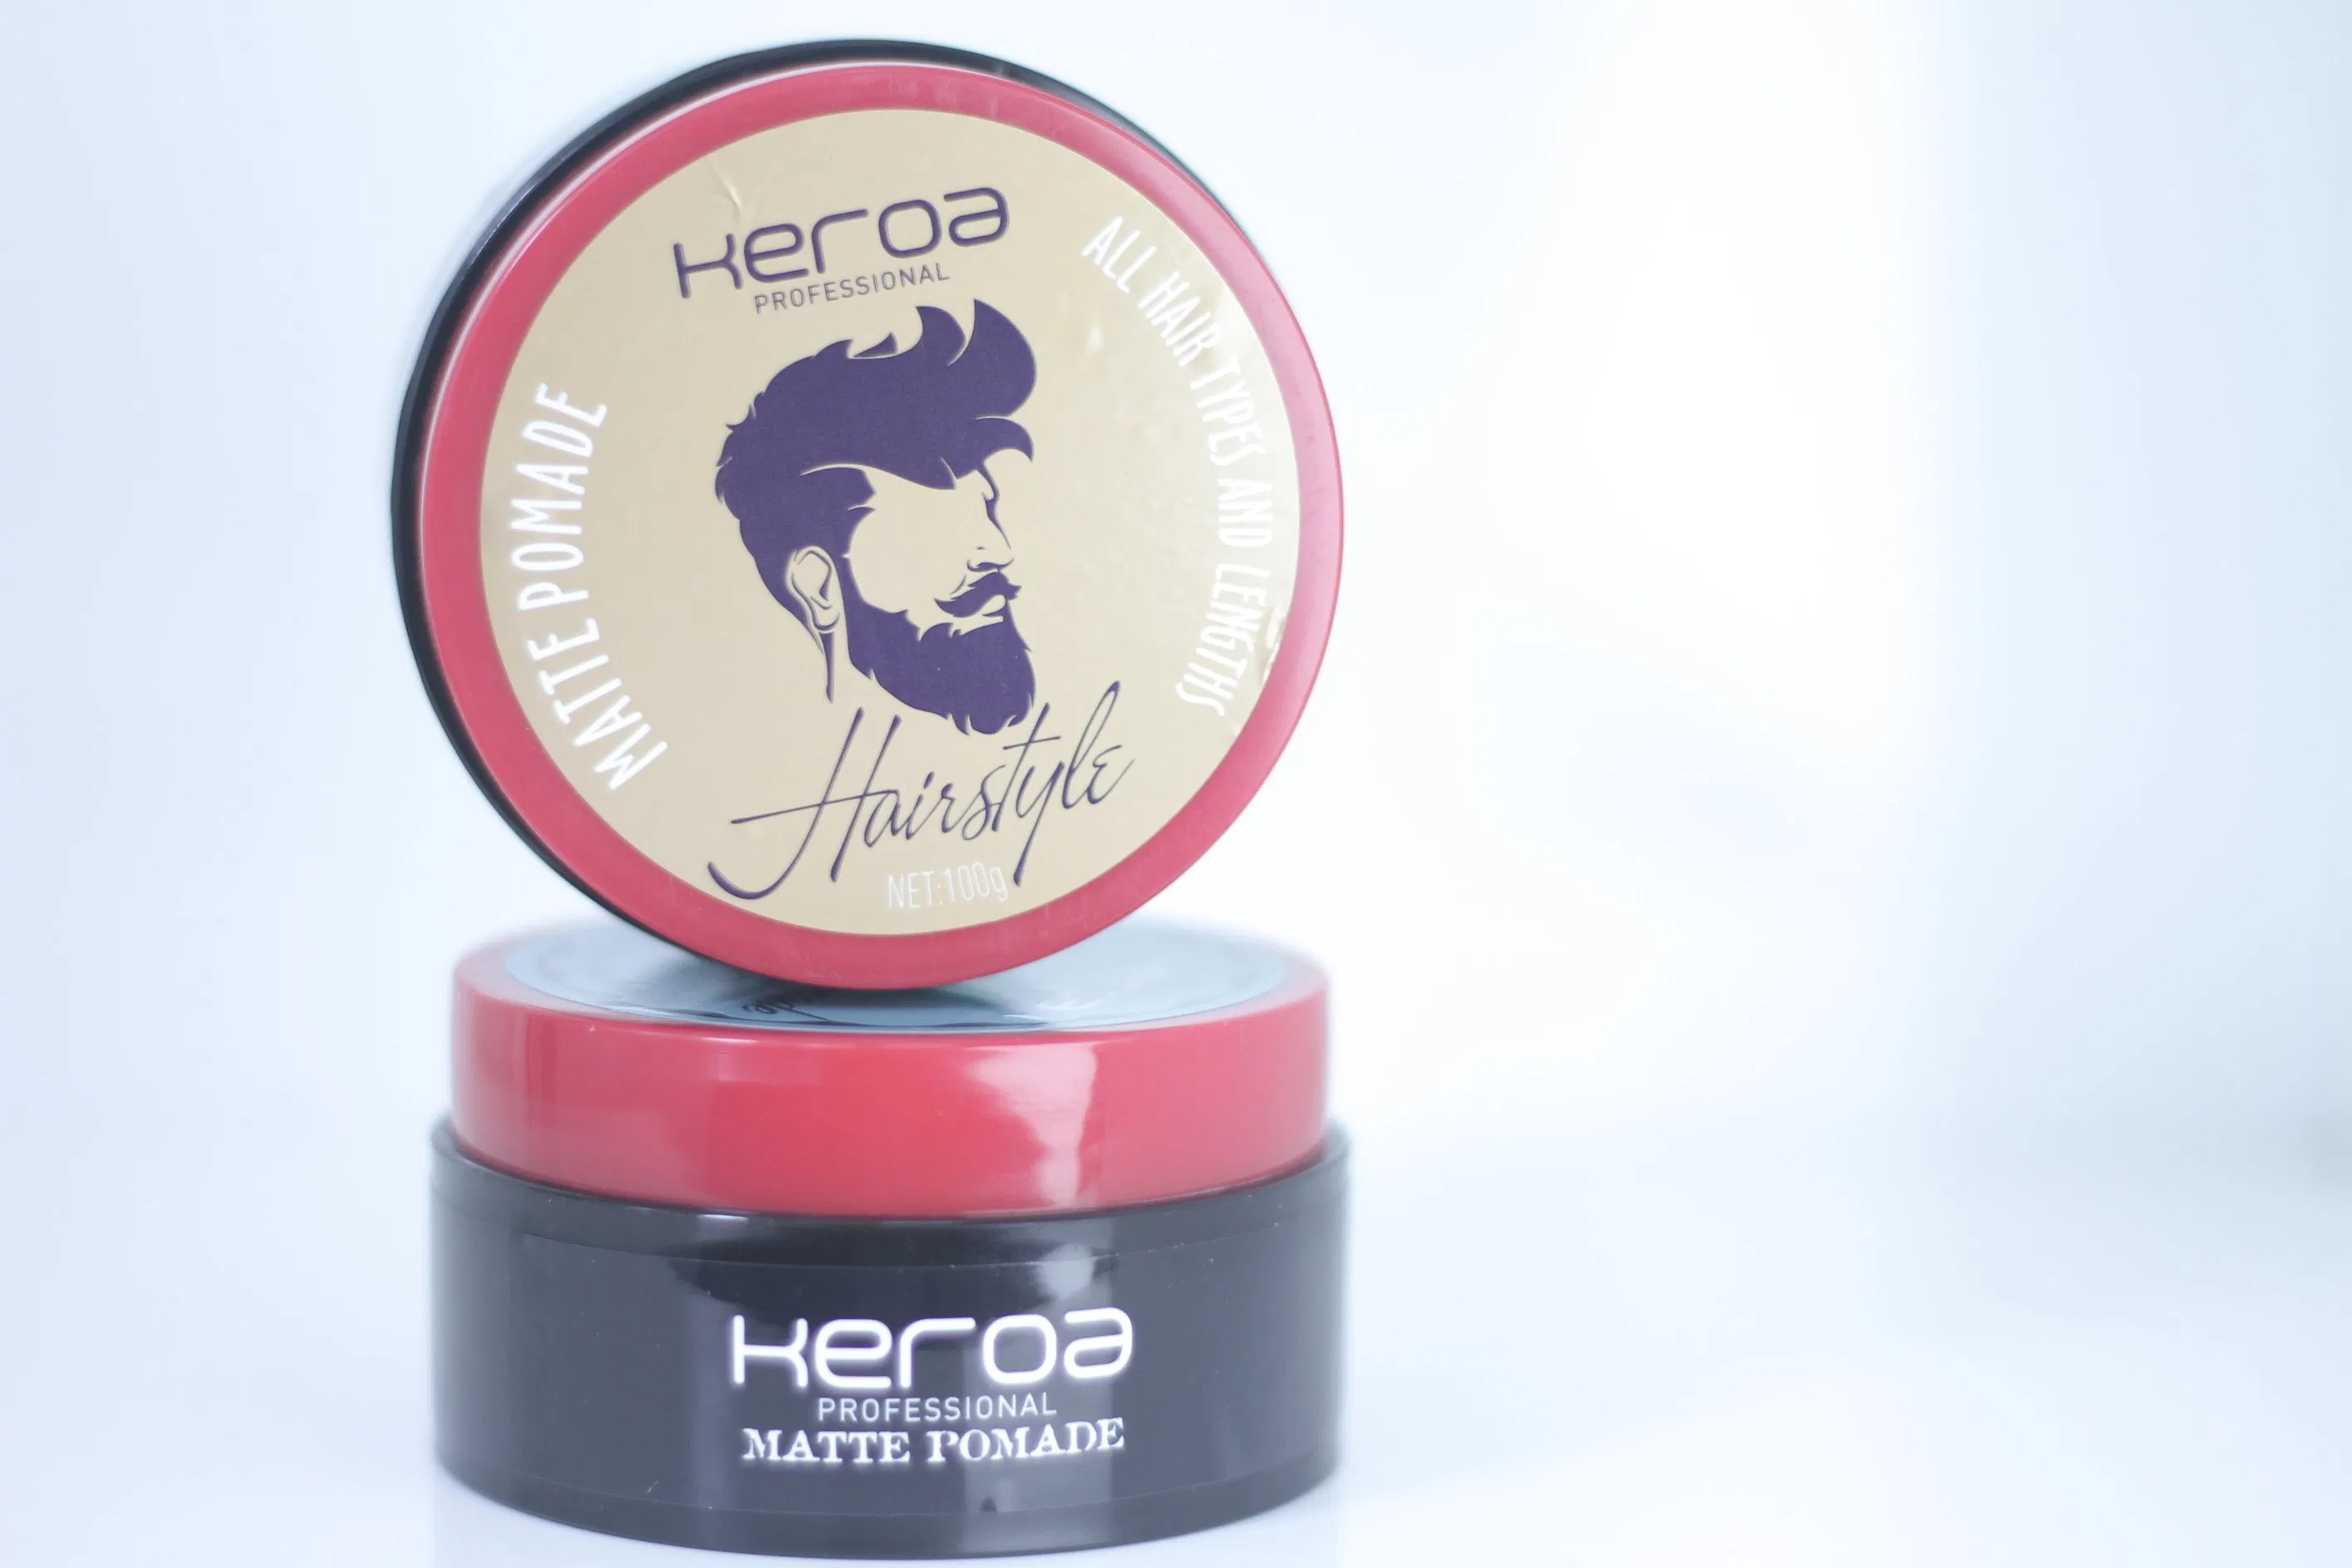 keroa
PROFESSIONAL
MATTE POMADE
ALL HAIR TYPES AND LENGTHS
Hairstyle
NET:100g
keroa
PROFESSIONAL
MATTE POMADE